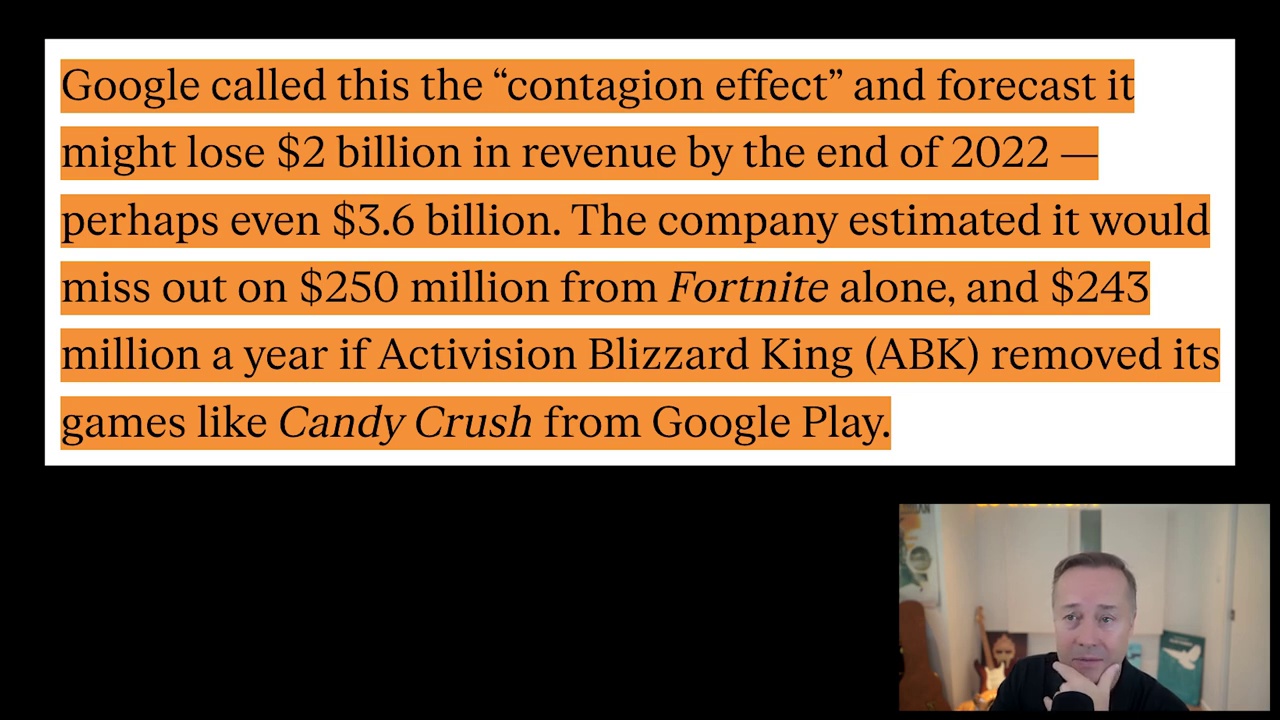 Google called this the “contagion effect” and forecast it
might lose $2 billion in revenue by the end of 2022 —
perhaps even $3.6 billion. The company estimated it would
miss out on $250 million from Fortnite alone, and $243
million a year if Activision Blizzard King (ABK) removed its
games like Candy Crush from Google Play.